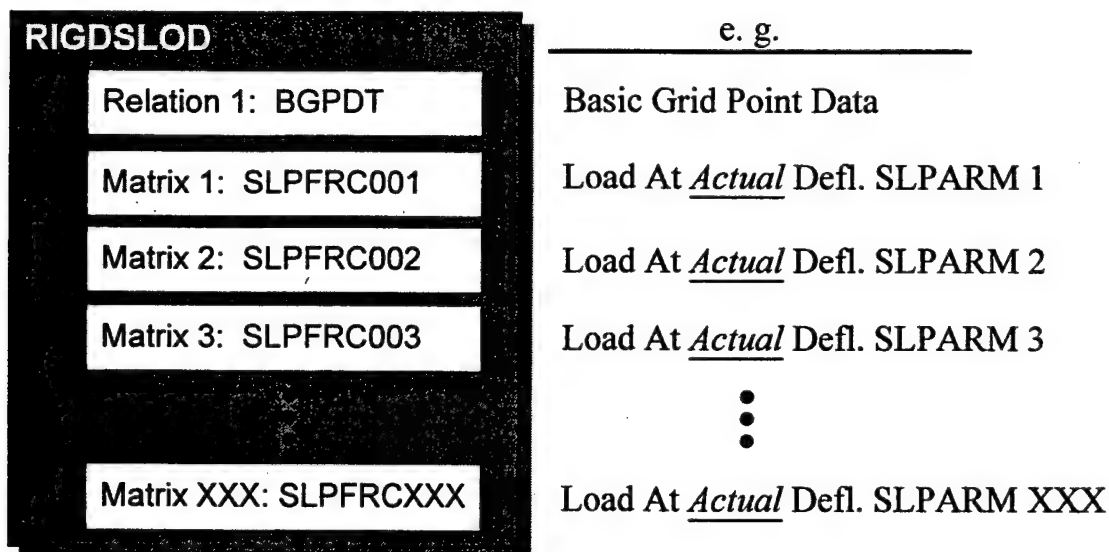 RIGDSLOD
e. g.
Relation 1: BGPDT
Basic Grid Point Data
Matrix 1: SLPFRC001
Load At Actual Defl. SLPARM 1
Matrix 2: SLPFRC002
Load At Actual Defl. SLPARM 2
Matrix 3: SLPFRC003
Load At Actual Defl. SLPARM 3
Matrix XXX: SLPFRCXXX
Load At Actual Defl. SLPARM XXX